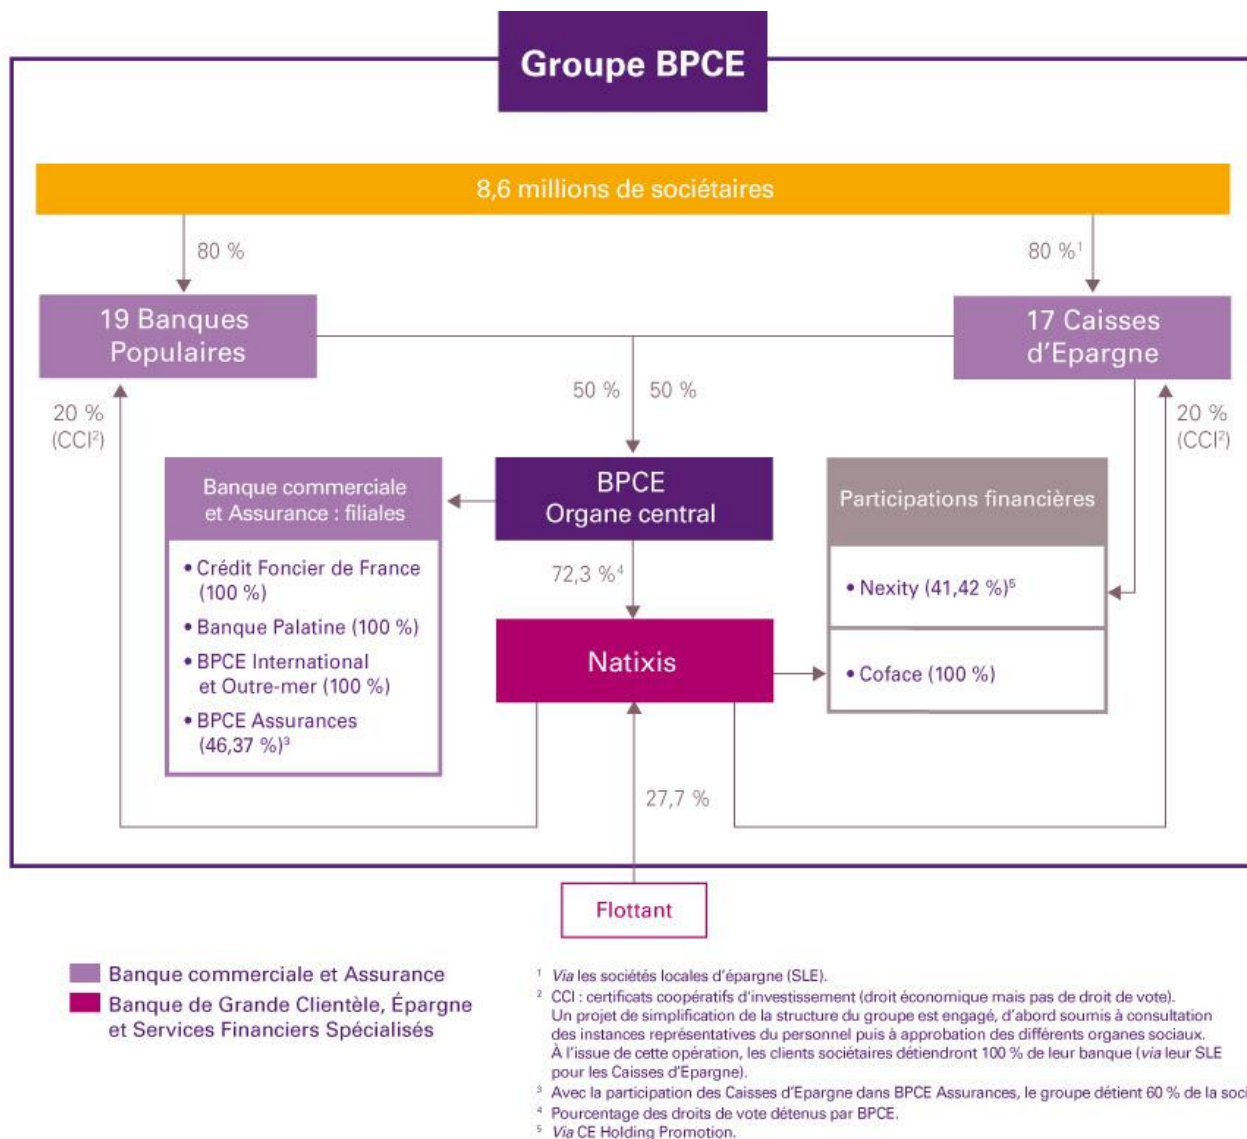 Groupe BPCE
8,6 millions de sociétaires
80 %
80 %¹
19 Banques
Populaires
17 Caisses
d'Epargne
50 %
50 %
20 %
(CCI²)
20 %
(CCI²)
Banque commerciale
et Assurance : filiales
BPCE
Organe central
Participations financières
• Crédit Foncier de France
(100 %)
• Banque Palatine (100 %)
• BPCE International
et Outre-mer (100 %)
• BPCE Assurances
(46,37 %)³
72,3 %⁴
• Nexity (41,42 %)⁵
Natixis
• Coface (100 %)
27,7 %
Flottant
Banque commerciale et Assurance
Banque de Grande Clientèle, Épargne
et Services Financiers Spécialisés
¹ Via les sociétés locales d'épargne (SLE).
² CCI : certificats coopératifs d'investissement (droit économique mais pas de droit de vote).
Un projet de simplification de la structure du groupe est engagé, d'abord soumis à consultation
des instances représentatives du personnel puis à approbation des différents organes sociaux.
À l'issue de cette opération, les clients sociétaires détiendront 100 % de leur banque (via leur SLE
pour les Caisses d'Epargne).
³ Avec la participation des Caisses d'Epargne dans BPCE Assurances, le groupe détient 60 % de la soci
⁴ Pourcentage des droits de vote détenus par BPCE.
⁵ Via CE Holding Promotion.